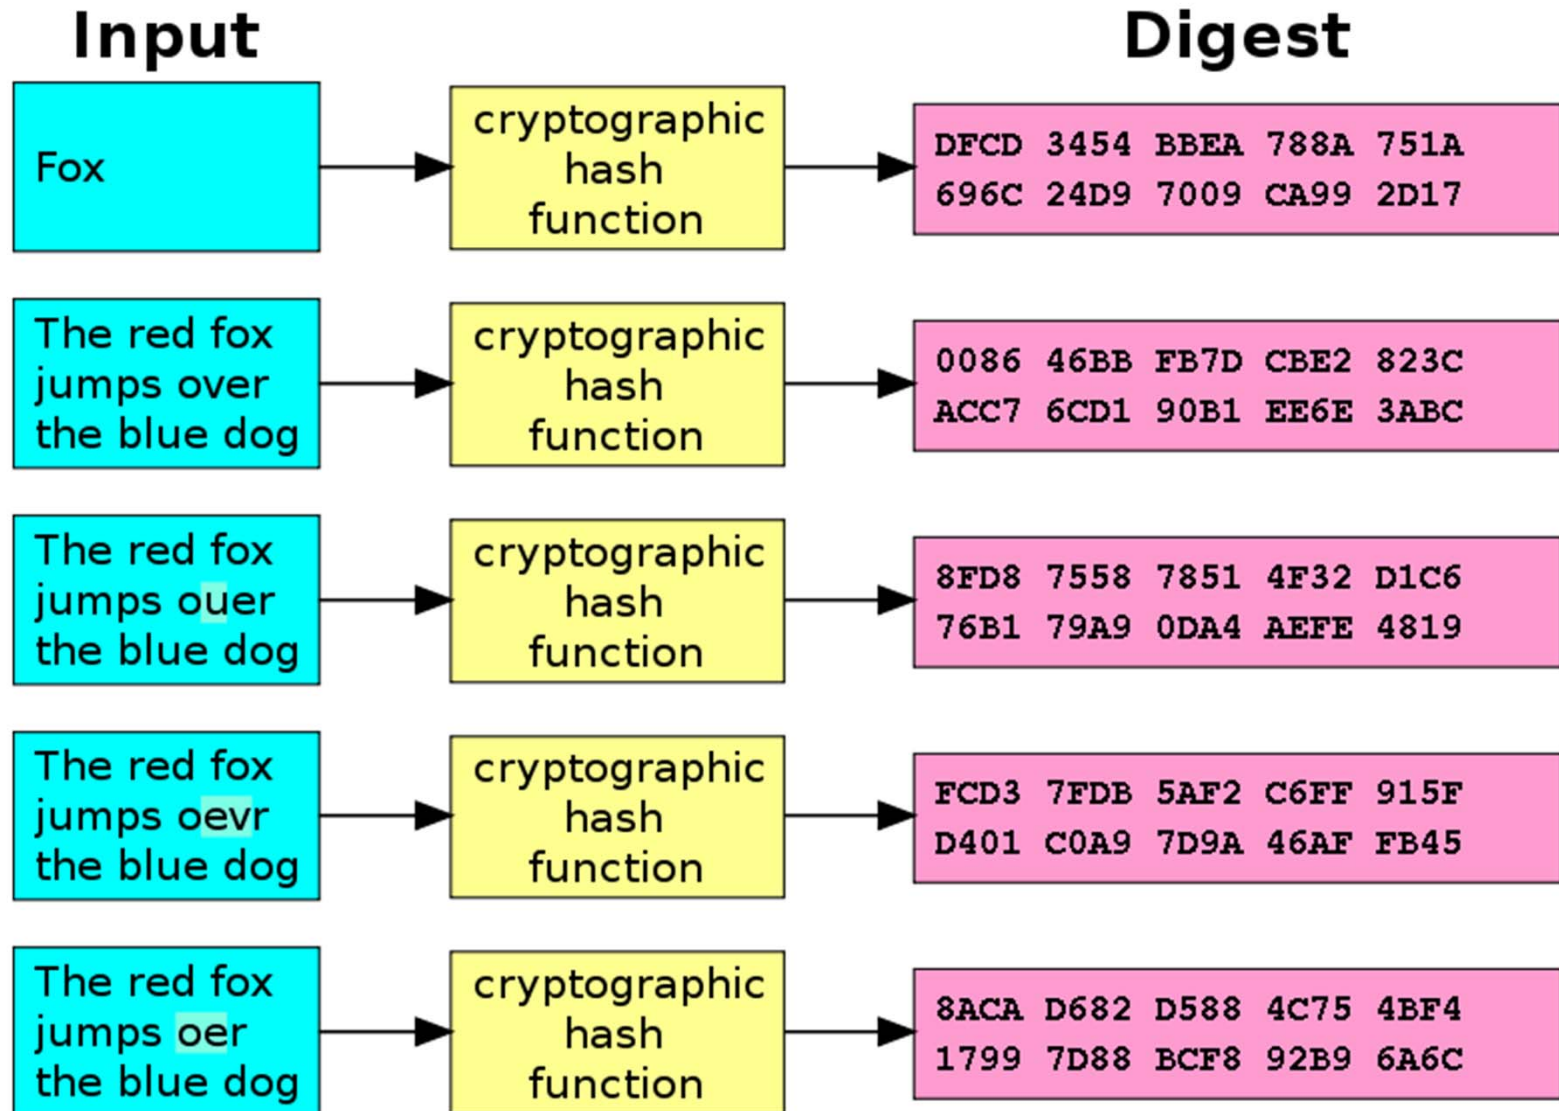 Input
Digest
Fox
cryptographic
hash
function
DFCD 3454 BBEA 788A 751A
696C 24D9 7009 CA99 2D17
The red fox
jumps over
the blue dog
cryptographic
hash
function
0086 46BB FB7D CBE2 823C
ACC7 6CD1 90B1 EE6E 3ABC
The red fox
jumps ouer
the blue dog
cryptographic
hash
function
8FD8 7558 7851 4F32 D1C6
76B1 79A9 0DA4 AEFE 4819
The red fox
jumps oevr
the blue dog
cryptographic
hash
function
FCD3 7FDB 5AF2 C6FF 915F
D401 C0A9 7D9A 46AF FB45
The red fox
jumps oer
the blue dog
cryptographic
hash
function
8ACA D682 D588 4C75 4BF4
1799 7D88 BCF8 92B9 6A6C